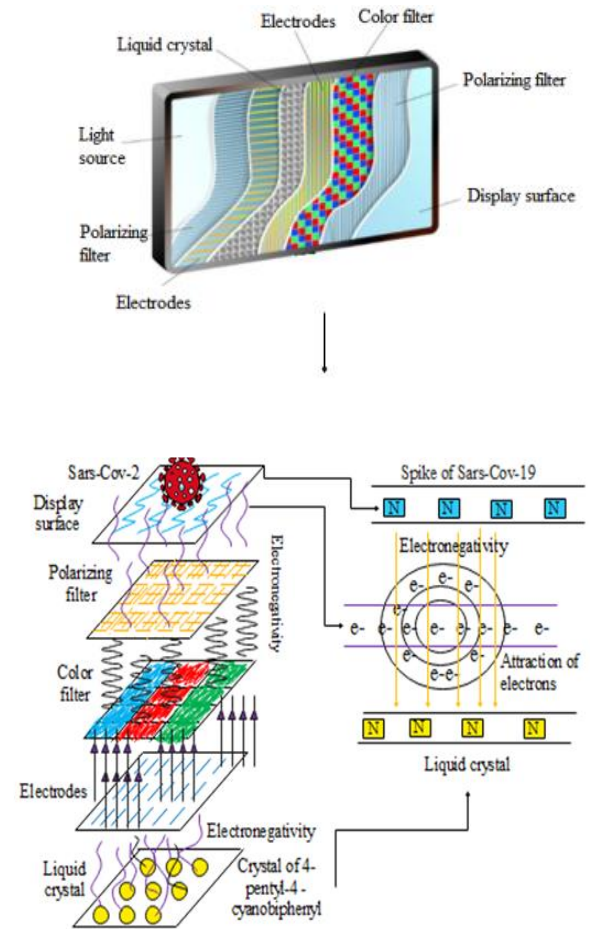 Electrodes
Color filter
Liquid crystal
Polarizing filter
Light
source
Display surface
Polarizing
filter
Electrodes
Sars-Cov-2
Display
surface
Polarizing
filter
Electronegativity
Color
filter
Electrodes
Electronegativity
Liquid
crystal
Crystal of 4-
pentyl-4 -
cyanobiphenyl
Spike of Sars-Cov-19
N N N N
Electronegativity
e-
e- e-
e-
e- e- e- e- e- e- e-
e- e-
e-e-
Attraction of
electrons
N N N N
Liquid crystal